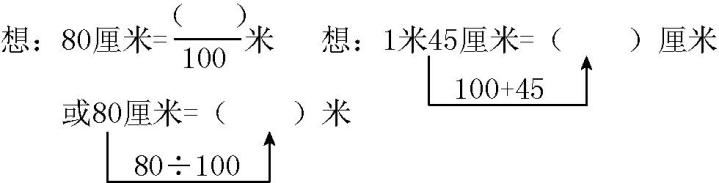 想：80厘米=(　　)/100米　想：1米45厘米=（　　）厘米
100+45
或80厘米=（　　）米
80÷100